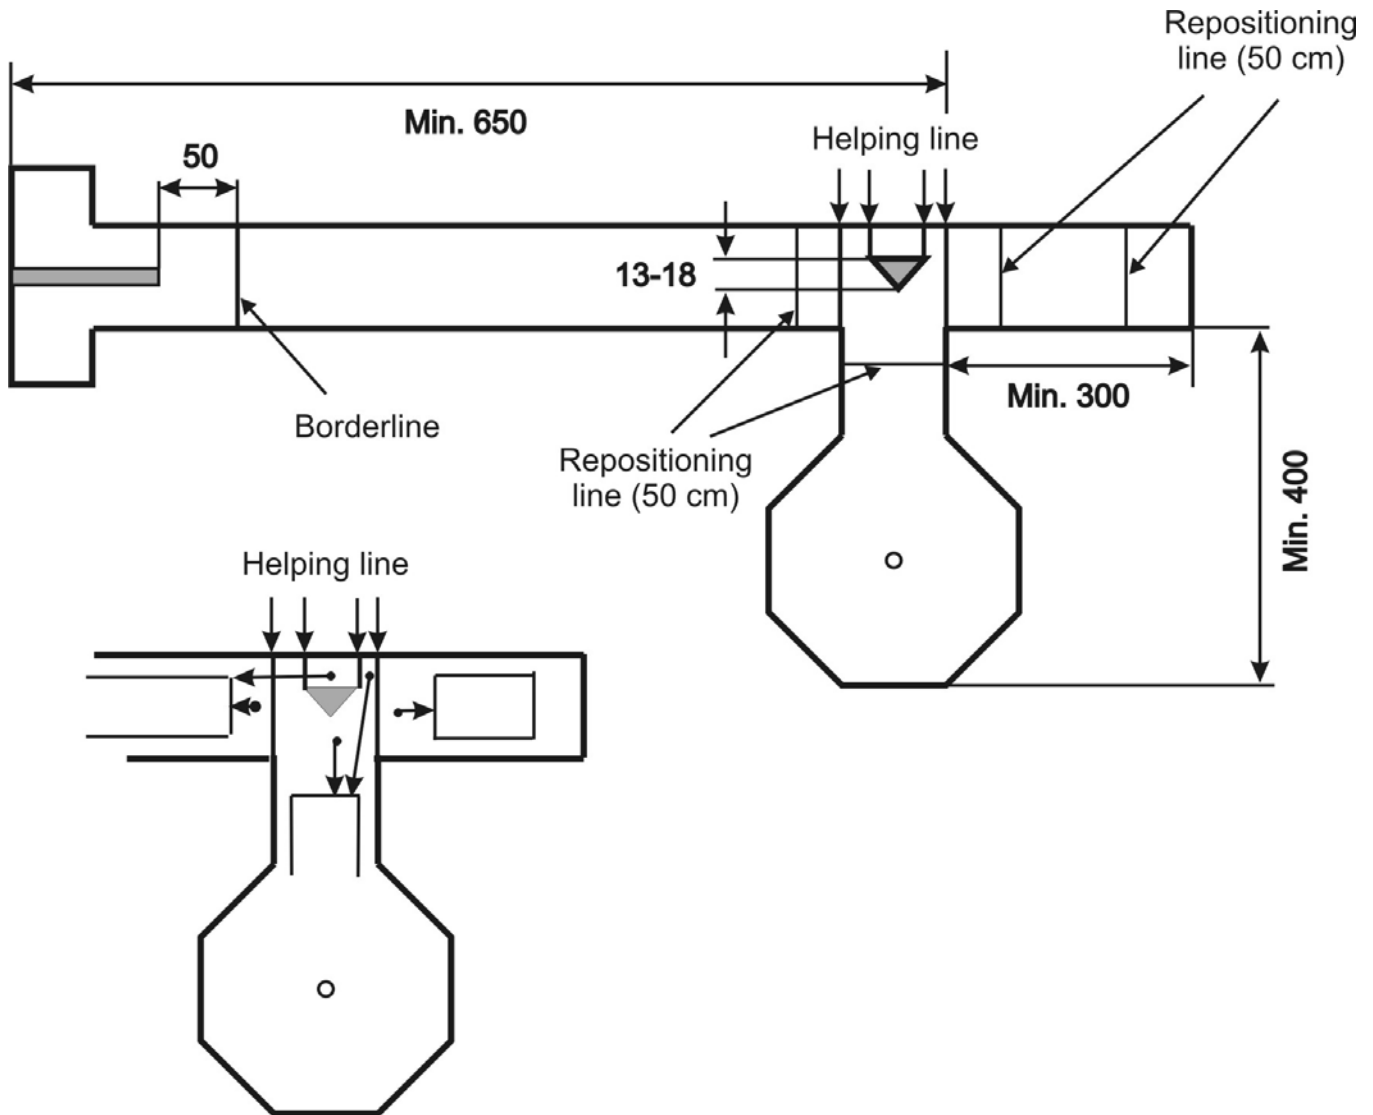 Repositioning
line (50 cm)
Min. 650
Helping line
50
13-18
Min. 300
Borderline
Repositioning
line (50 cm)
Min. 400
Helping line